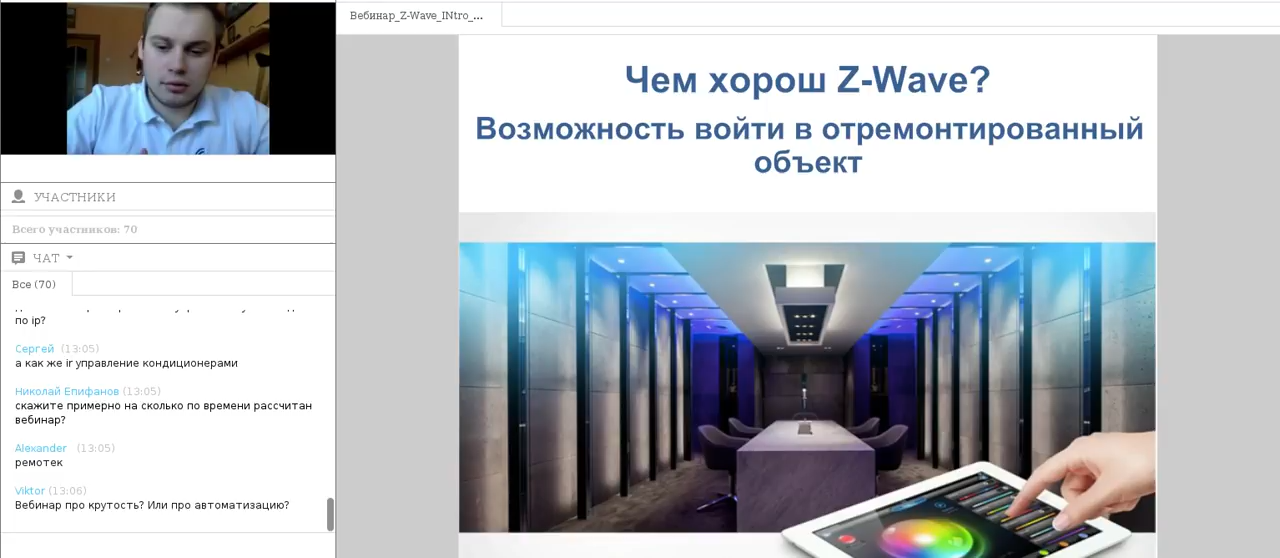 Вебинар_Z-Wave_INtro_...
Чем хорош Z-Wave?
Возможность войти в отремонтированный
объект
УЧАСТНИКИ
Всего участников: 70
ЧАТ
Все (70)
по ip?
Сергей (13:05)
а как же ir управление кондиционерами
Николай Епифанов (13:05)
скажите примерно на сколько по времени рассчитан
вебинар?
Alexander (13:05)
ремотек
Viktor (13:06)
Вебинар про крутость? Или про автоматизацию?